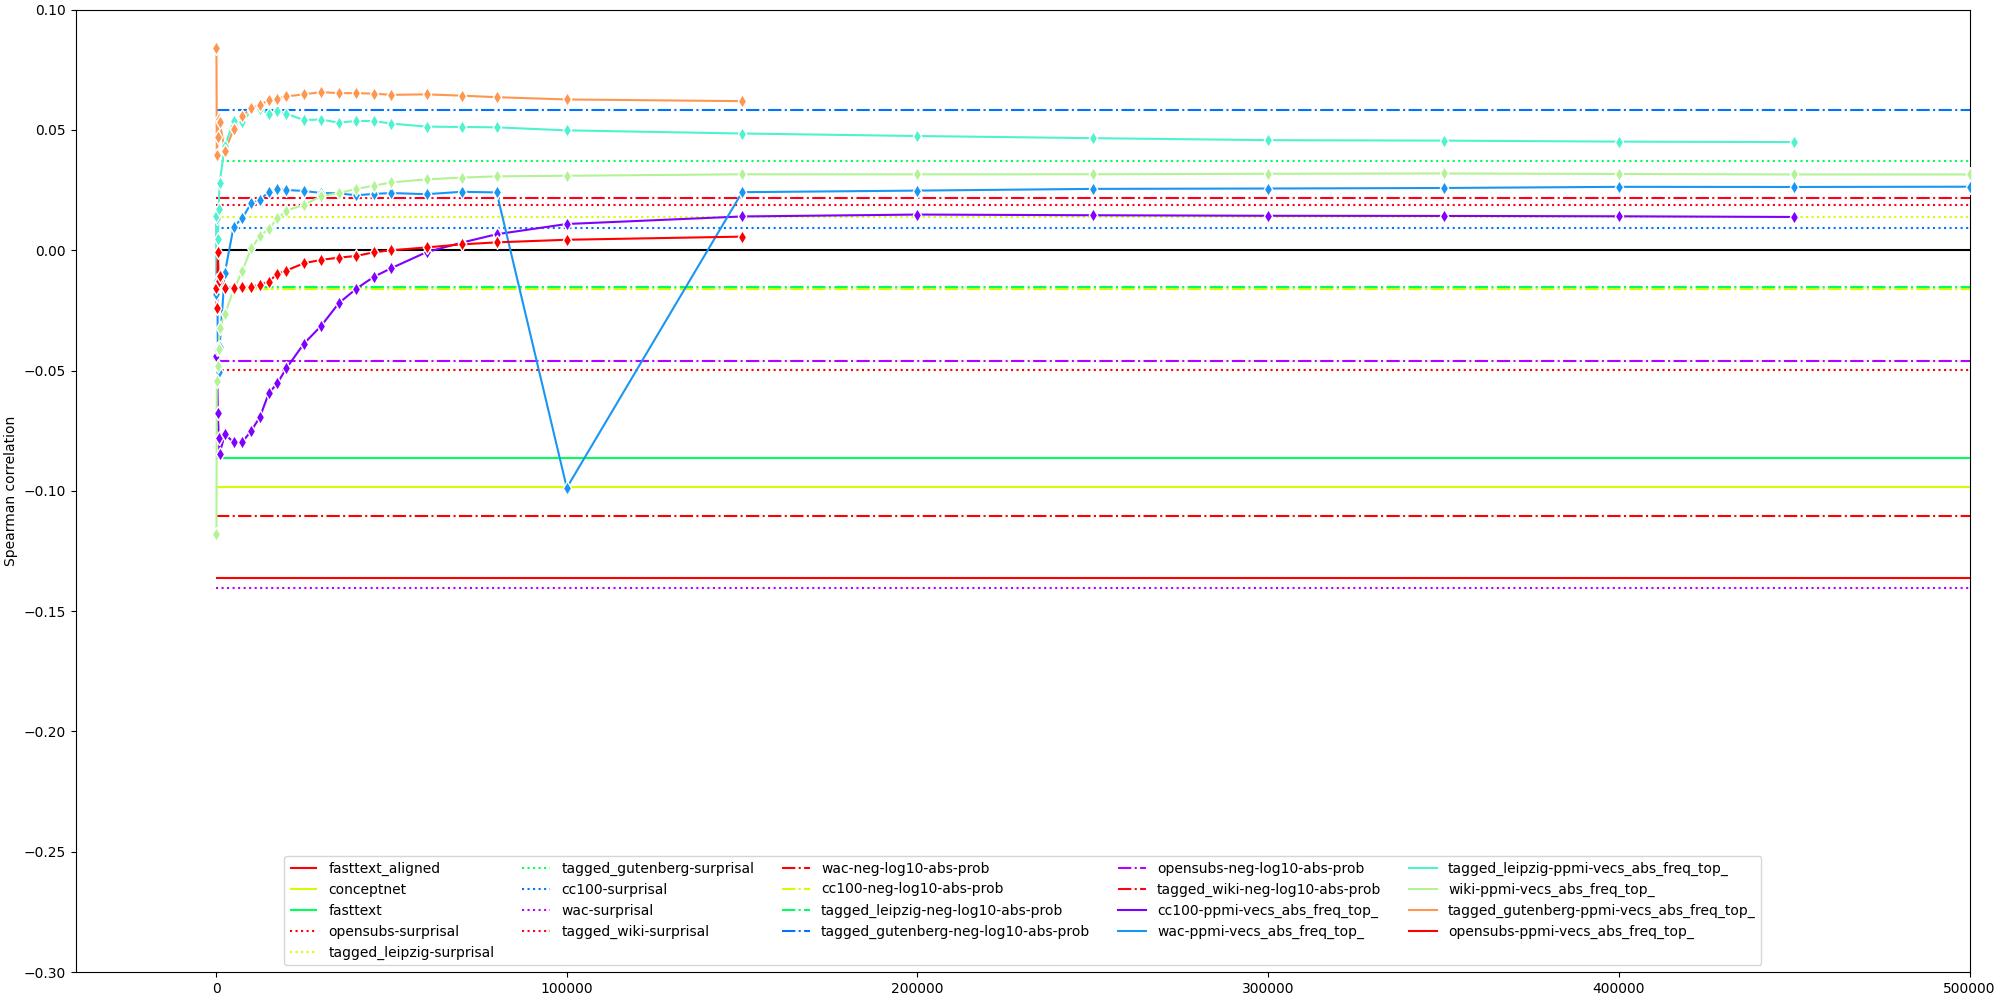 0.10
0.05
0.00
−0.05
−0.10
−0.15
−0.20
−0.25
−0.30
Spearman correlation
fasttext_aligned
conceptnet
fasttext
opensubs-surprisal
tagged_leipzig-surprisal
tagged_gutenberg-surprisal
cc100-surprisal
wac-surprisal
tagged_wiki-surprisal
wac-neg-log10-abs-prob
cc100-neg-log10-abs-prob
tagged_leipzig-neg-log10-abs-prob
tagged_gutenberg-neg-log10-abs-prob
opensubs-neg-log10-abs-prob
tagged_wiki-neg-log10-abs-prob
cc100-ppmi-vecs_abs_freq_top_
wac-ppmi-vecs_abs_freq_top_
tagged_leipzig-ppmi-vecs_abs_freq_top_
wiki-ppmi-vecs_abs_freq_top_
tagged_gutenberg-ppmi-vecs_abs_freq_top_
opensubs-ppmi-vecs_abs_freq_top_
0 100000 200000 300000 400000 500000